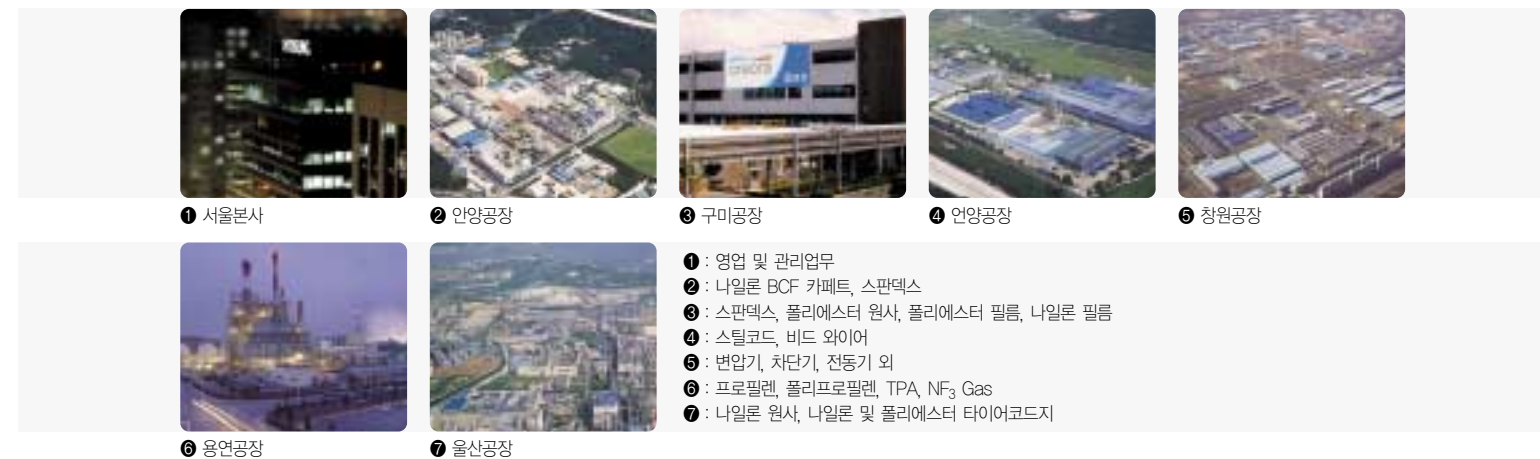 ❶ 서울본사
❷ 안양공장
❸ 구미공장
❹ 언양공장
❺ 창원공장
❶ : 영업 및 관리업무
❷ : 나일론 BCF 카페트, 스판덱스
❸ : 스판덱스, 폴리에스터 원사, 폴리에스터 필름, 나일론 필름
❹ : 스틸코드, 비드 와이어
❺ : 변압기, 차단기, 전동기 외
❻ : 프로필렌, 폴리프로필렌, TPA, NF₃ Gas
❼ : 나일론 원사, 나일론 및 폴리에스터 타이어코드지
❻ 용연공장
❼ 울산공장